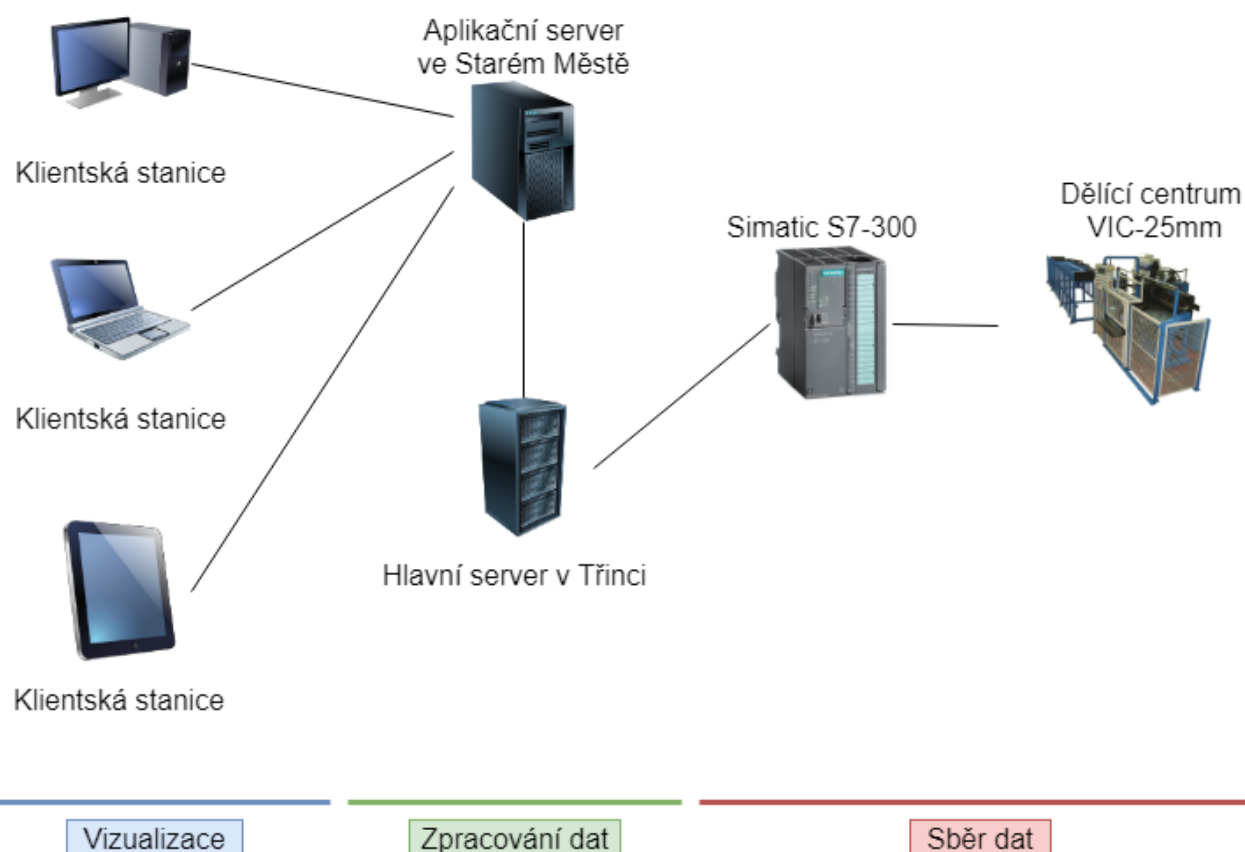 Aplikační server
ve Starém Městě
Klientská stanice
Dělící centrum
VIC-25mm
Simatic S7-300
Klientská stanice
Hlavní server v Třinci
Klientská stanice
Vizualizace
Zpracování dat
Sběr dat